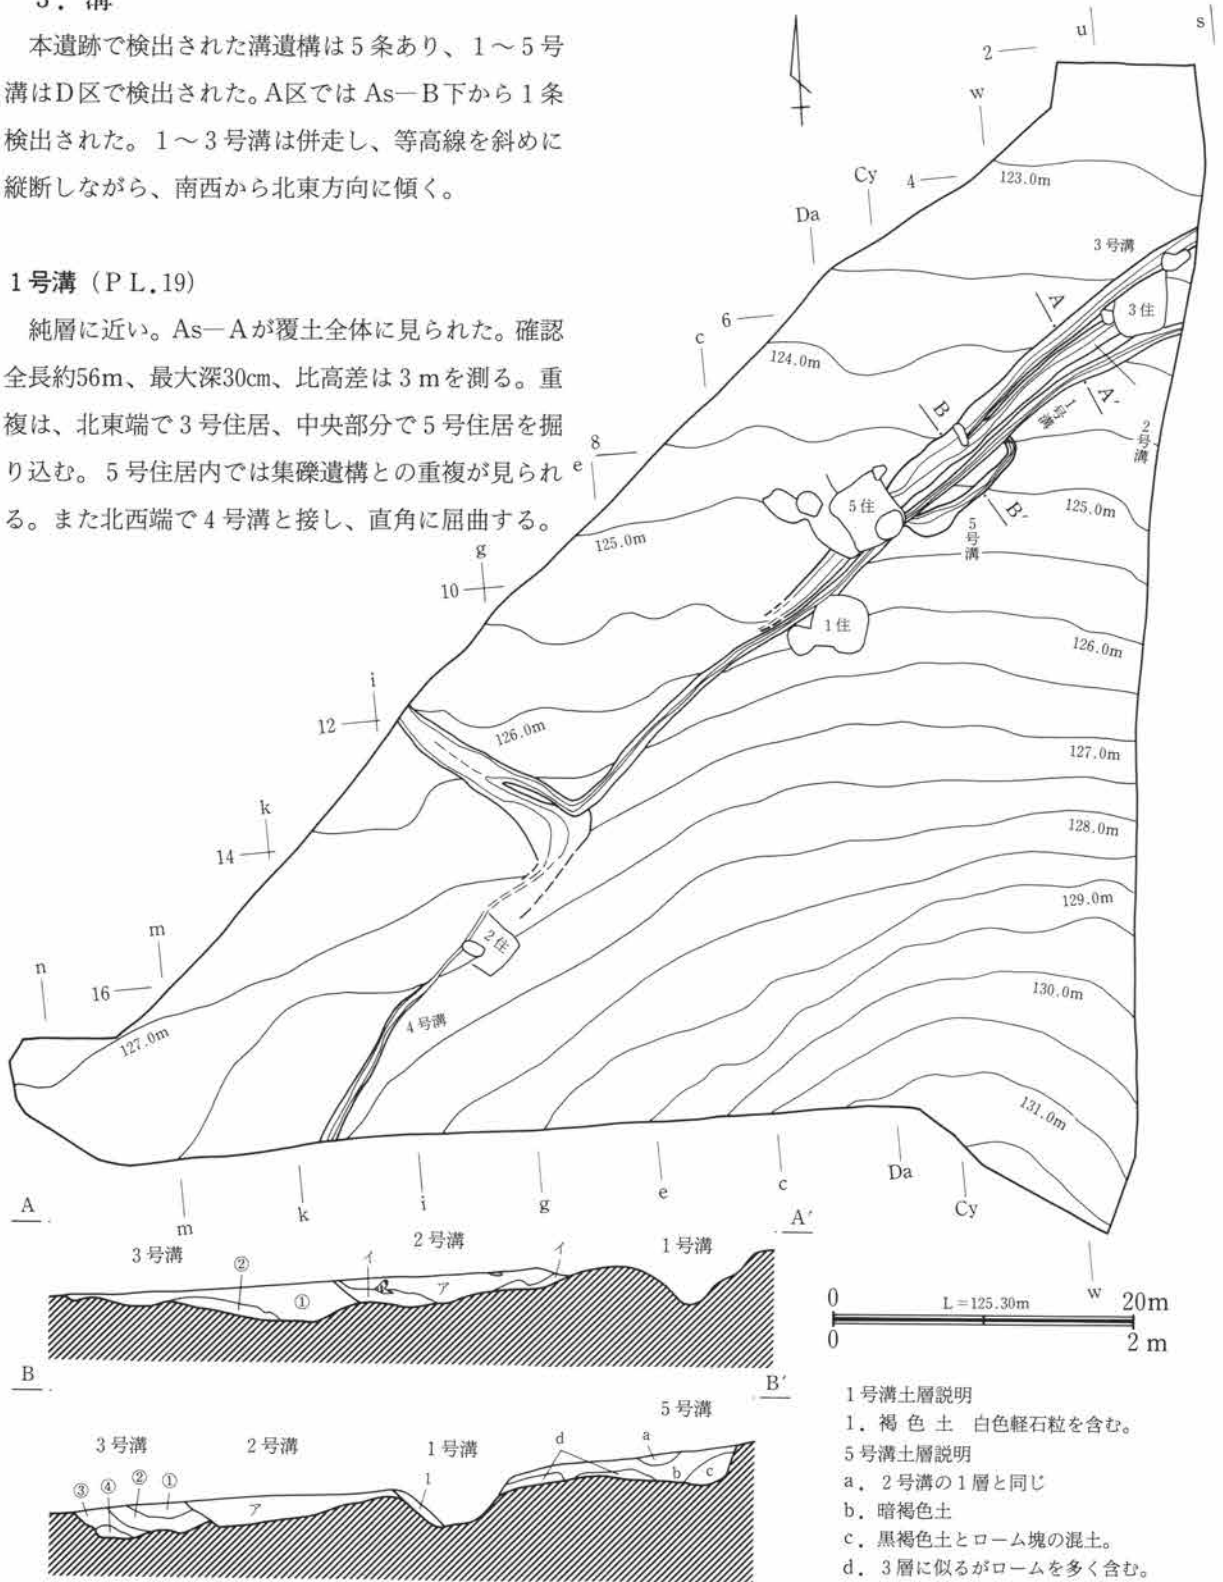 3．溝
本遺跡で検出された溝遺構は5条あり、1〜5号
溝はD区で検出された。A区ではAs―B下から1条
検出された。1〜3号溝は併走し、等高線を斜めに
縦断しながら、南西から北東方向に傾く。
1号溝（PL.19）
純層に近い。As―Aが覆土全体に見られた。確認
全長約56m、最大深30㎝、比高差は3mを測る。重
複は、北東端で3号住居、中央部分で5号住居を掘
り込む。5号住居内では集礫遺構との重複が見られ
る。また北西端で4号溝と接し、直角に屈曲する。
u
s
2
w
Cy
4
123.0m
Da
3号溝
A
3住
6
c
124.0m
B
1号溝
A′
2号溝
8
e
5住
B′
125.0m
5号溝
125.0m
g
10
1住
126.0m
i
12
126.0m
127.0m
k
14
128.0m
129.0m
m
2住
n
16
130.0m
4号溝
127.0m
131.0m
m
k
i
g
e
c
Da
Cy
w
A
A′
3号溝
2号溝
1号溝
②
①
イ
ア
イ
0 L＝125.30m 20m
0 2m
B
B′
3号溝
2号溝
1号溝
5号溝
③
④
②
①
ア
1
d
a
b
c
1号溝土層説明
1．褐色土 白色軽石粒を含む。
5号溝土層説明
a．2号溝の1層と同じ
b．暗褐色土
c．黒褐色土とローム塊の混土。
d．3層に似るがロームを多く含む。